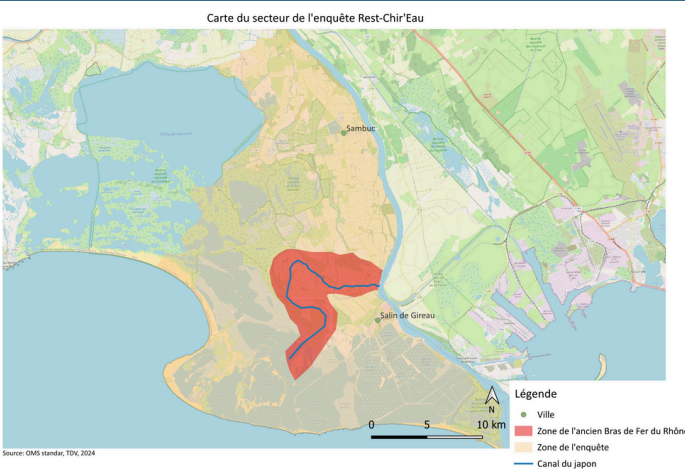 Carte du secteur de l'enquête Rest-Chir'Eau
Sambuc
Salin de Gireau
0 5 10 km
N
Légende
Ville
Zone de l'ancien Bras de Fer du Rhône
Zone de l'enquête
Canal du japon
Source: OMS standar, TDV, 2024